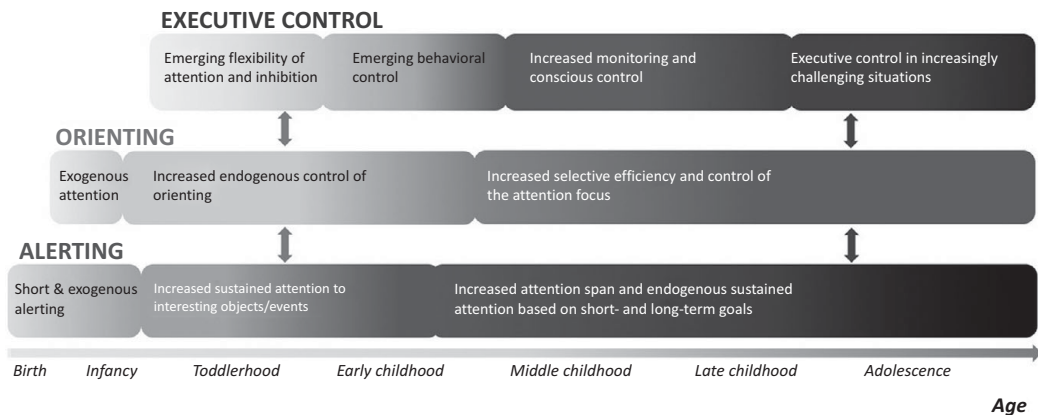 EXECUTIVE CONTROL
Emerging flexibility of
attention and inhibition
Emerging behavioral
control
Increased monitoring and
conscious control
Executive control in increasingly
challenging situations
ORIENTING
Exogenous
attention
Increased endogenous control of
orienting
Increased selective efficiency and control of
the attention focus
ALERTING
Short & exogenous
alerting
Increased sustained attention to
interesting objects/events
Increased attention span and endogenous sustained
attention based on short- and long-term goals
Birth Infancy Toddlerhood Early childhood Middle childhood Late childhood Adolescence
Age